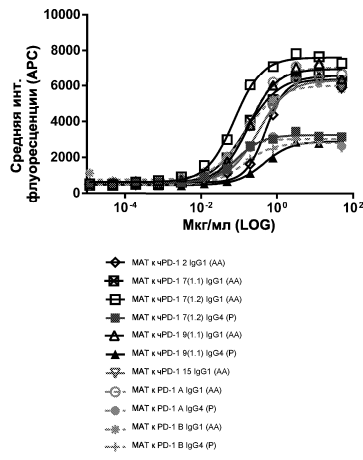 Средняя инт.
флуоресценции (APC)
10000
8000
6000
4000
2000
0
10⁻⁴
10⁻²
10⁰
10²
Мкг/мл (LOG)
МАТ к чPD-1 2 IgG1 (AA)
МАТ к чPD-1 7(1.1) IgG1 (AA)
МАТ к чPD-1 7(1.2) IgG1 (AA)
МАТ к чPD-1 7(1.2) IgG4 (P)
МАТ к чPD-1 9(1.1) IgG1 (AA)
МАТ к чPD-1 9(1.1) IgG4 (P)
МАТ к чPD-1 15 IgG1 (AA)
МАТ к PD-1 A IgG1 (AA)
МАТ к PD-1 A IgG4 (P)
МАТ к PD-1 B IgG1 (AA)
МАТ к PD-1 B IgG4 (P)